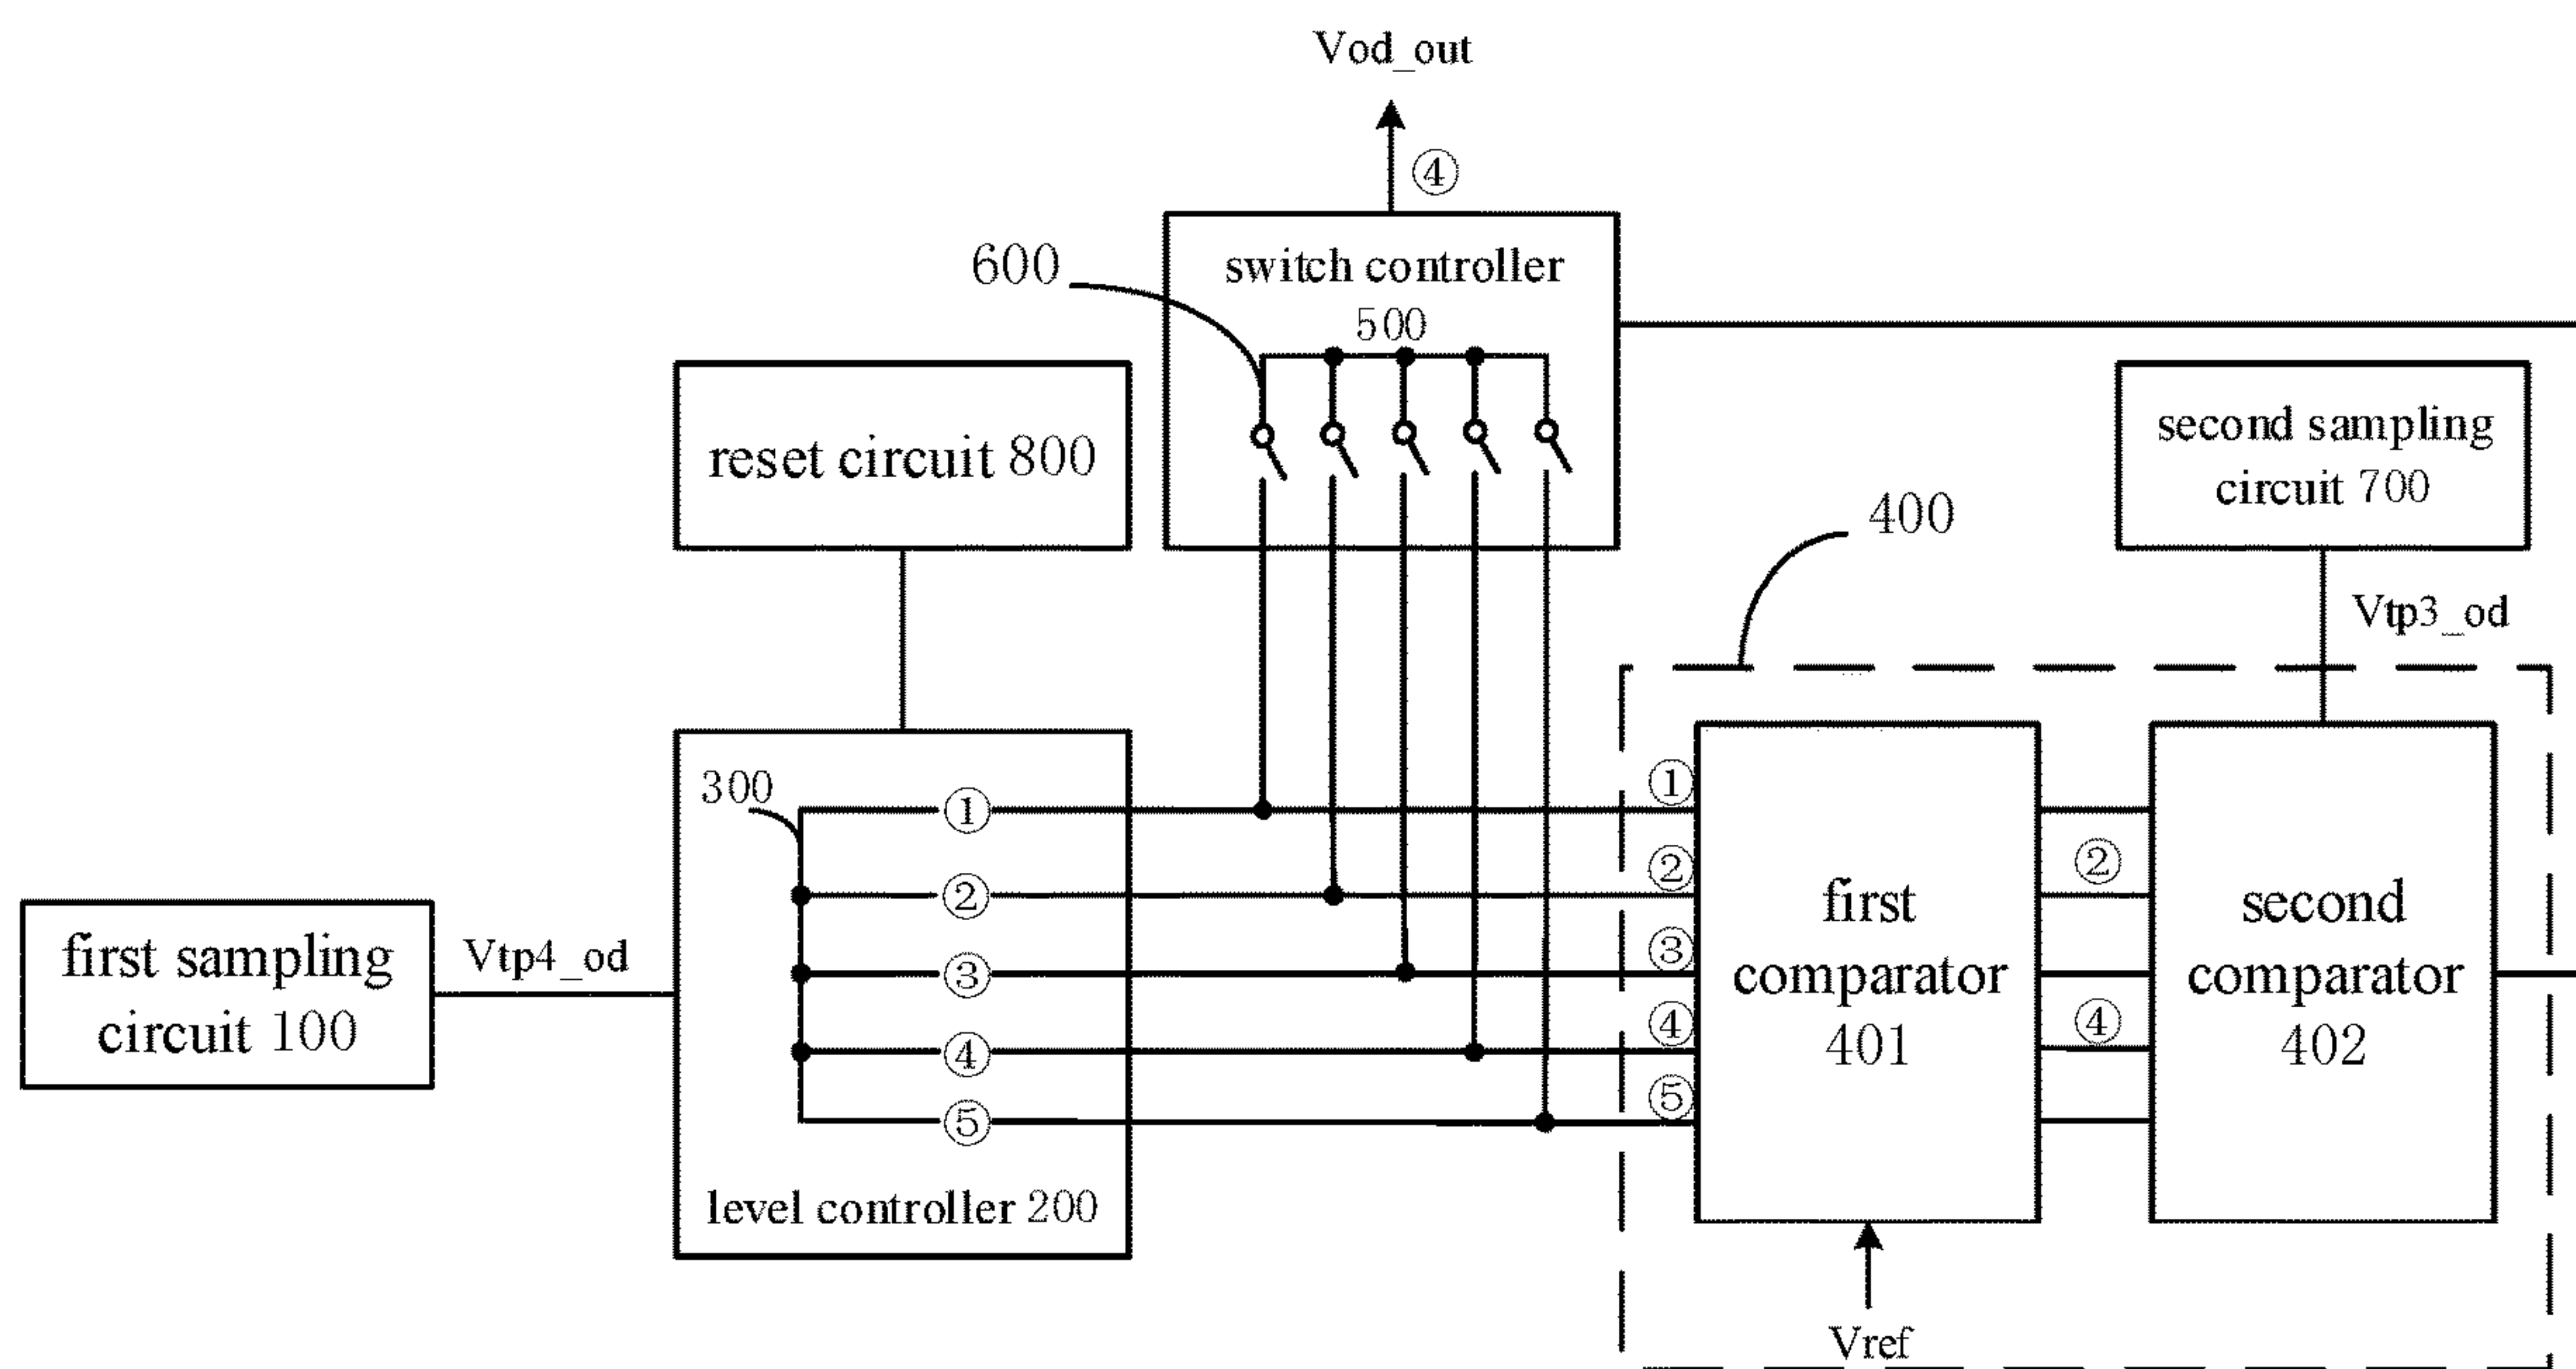 Vod_out
④
600
switch controller
500
reset circuit 800
second sampling
circuit 700
400
Vtp3_od
300
①
②
③
④
⑤
level controller 200
first sampling
circuit 100
Vtp4_od
①
②
③
④
⑤
first
comparator
401
②
④
second
comparator
402
Vref